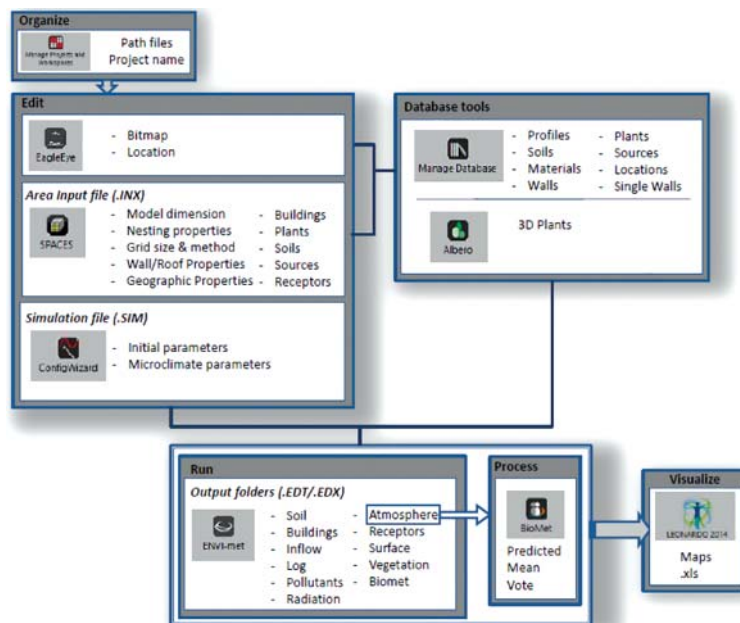 Organize
Manage Projects and Workspaces
Path files
Project name
Edit
EagleEye
- Bitmap
- Location
Area Input file (.INX)
SPACES
- Model dimension
- Nesting properties
- Grid size & method
- Wall/Roof Properties
- Geographic Properties
- Buildings
- Plants
- Soils
- Sources
- Receptors
Simulation file (.SIM)
ConfigWizard
- Initial parameters
- Microclimate parameters
Database tools
Manage Database
- Profiles
- Soils
- Materials
- Walls
- Plants
- Sources
- Locations
- Single Walls
Albero
3D Plants
Run
Output folders (.EDT/.EDX)
ENVI-met
- Soil
- Buildings
- Inflow
- Log
- Pollutants
- Radiation
- Atmosphere
- Receptors
- Surface
- Vegetation
- Biomet
Process
BioMet
Predicted
Mean
Vote
Visualize
LEONARDO 2014
Maps
.xls